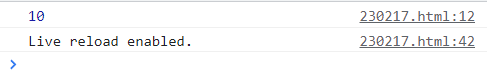 10 230217.html:12
Live reload enabled. 230217.html:42
>